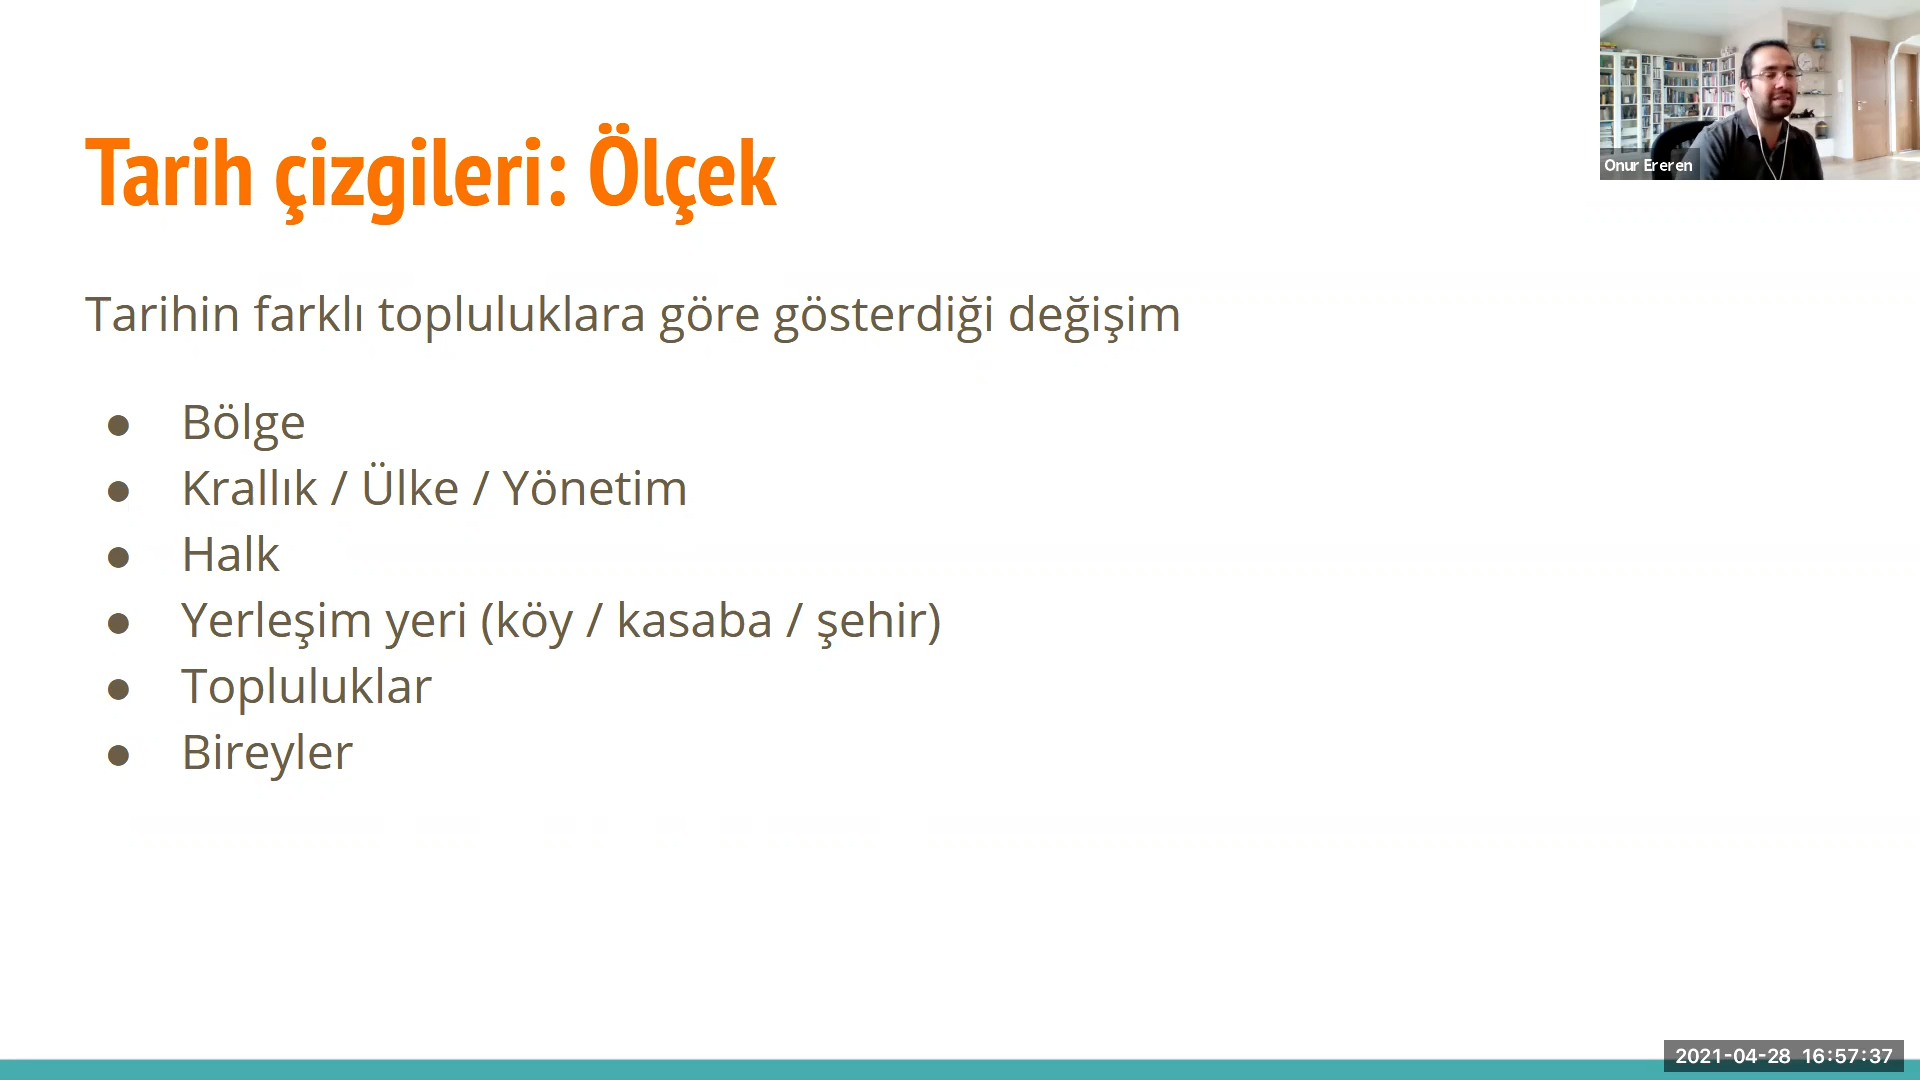 Tarih çizgileri: Ölçek
Onur Ereren
Tarihin farklı topluluklara göre gösterdiği değişim
● Bölge
● Krallık / Ülke / Yönetim
● Halk
● Yerleşim yeri (köy / kasaba / şehir)
● Topluluklar
● Bireyler
2021-04-28 16:57:37